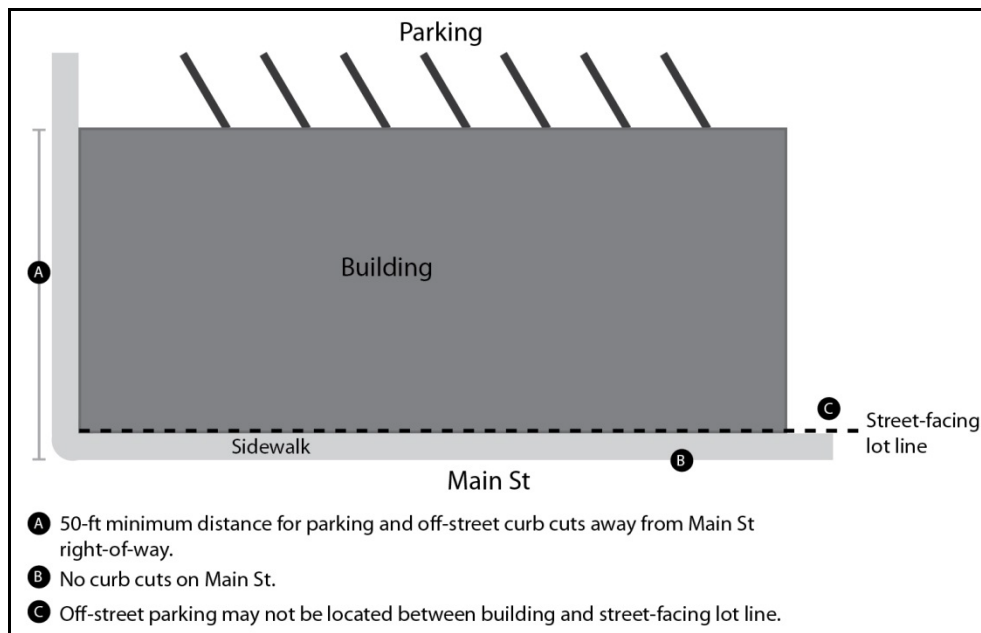 Parking
A
Building
C
Street-facing
lot line
Sidewalk
B
Main St
A 50-ft minimum distance for parking and off-street curb cuts away from Main St
right-of-way.
B No curb cuts on Main St.
C Off-street parking may not be located between building and street-facing lot line.